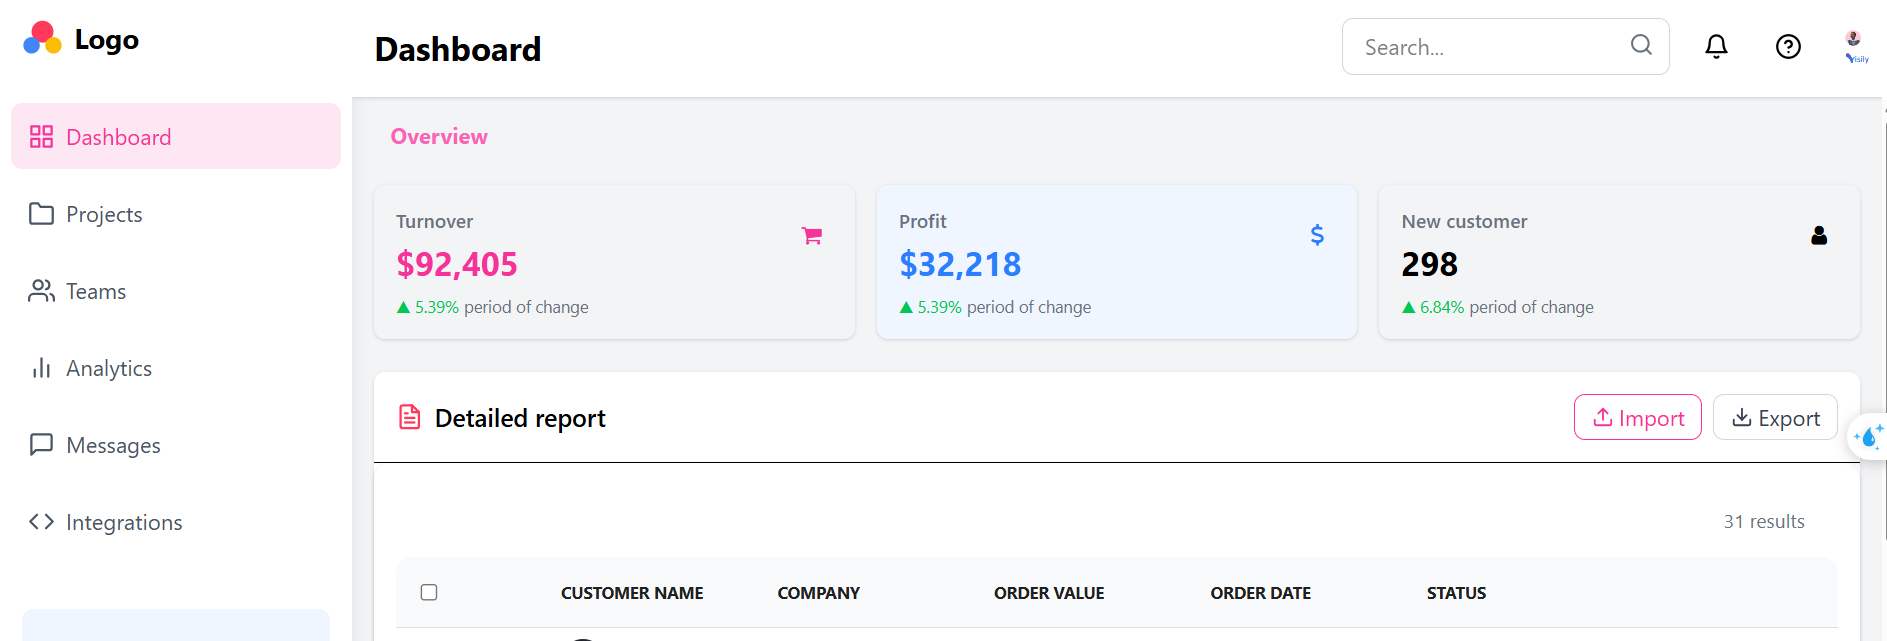 Logo
Dashboard
Search...
Visily
Dashboard
Projects
Teams
Analytics
Messages
Integrations
Overview
Turnover
$92,405
▲ 5.39% period of change
Profit
$32,218
▲ 5.39% period of change
New customer
298
▲ 6.84% period of change
Detailed report
Import
Export
31 results
CUSTOMER NAME COMPANY ORDER VALUE ORDER DATE STATUS